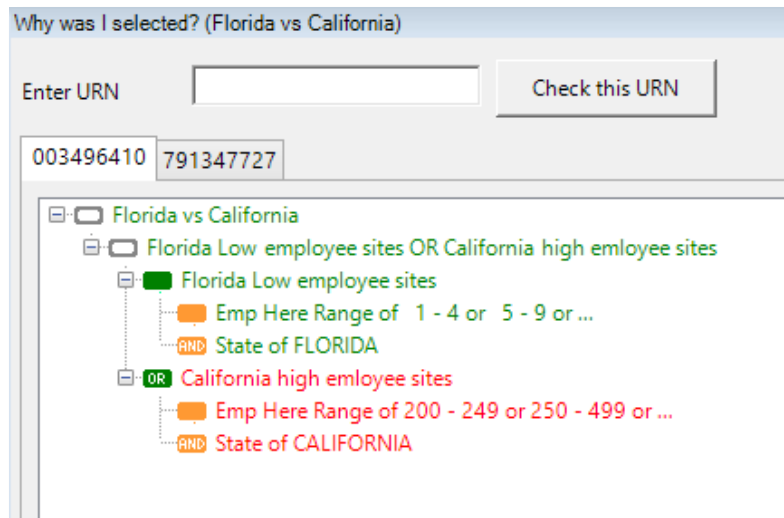 Why was I selected? (Florida vs California)
Enter URN
Check this URN
003496410 791347727
Florida vs California
Florida Low employee sites OR California high emloyee sites
Florida Low employee sites
Emp Here Range of 1 - 4 or 5 - 9 or ...
AND State of FLORIDA
OR California high emloyee sites
Emp Here Range of 200 - 249 or 250 - 499 or ...
AND State of CALIFORNIA